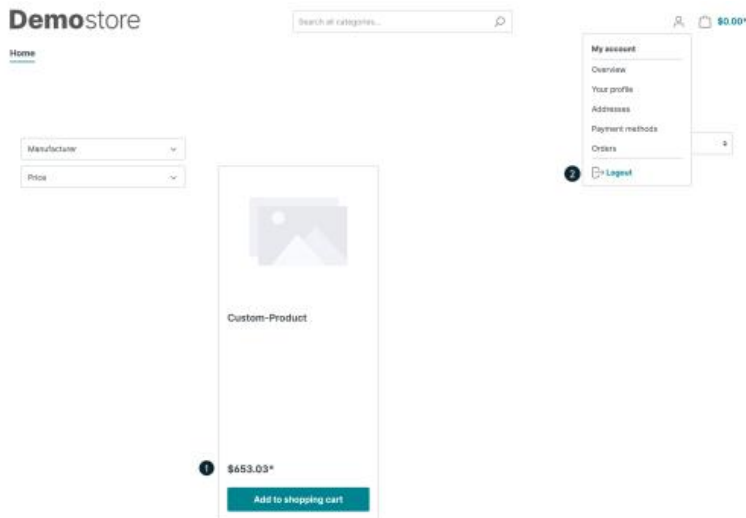 Demostore
Search all categories...
$0.00*
Home
My account
Overview
Your profile
Addresses
Payment methods
Orders
2 Logout
Manufacturer
Price
Custom-Product
1 $653.03*
Add to shopping cart